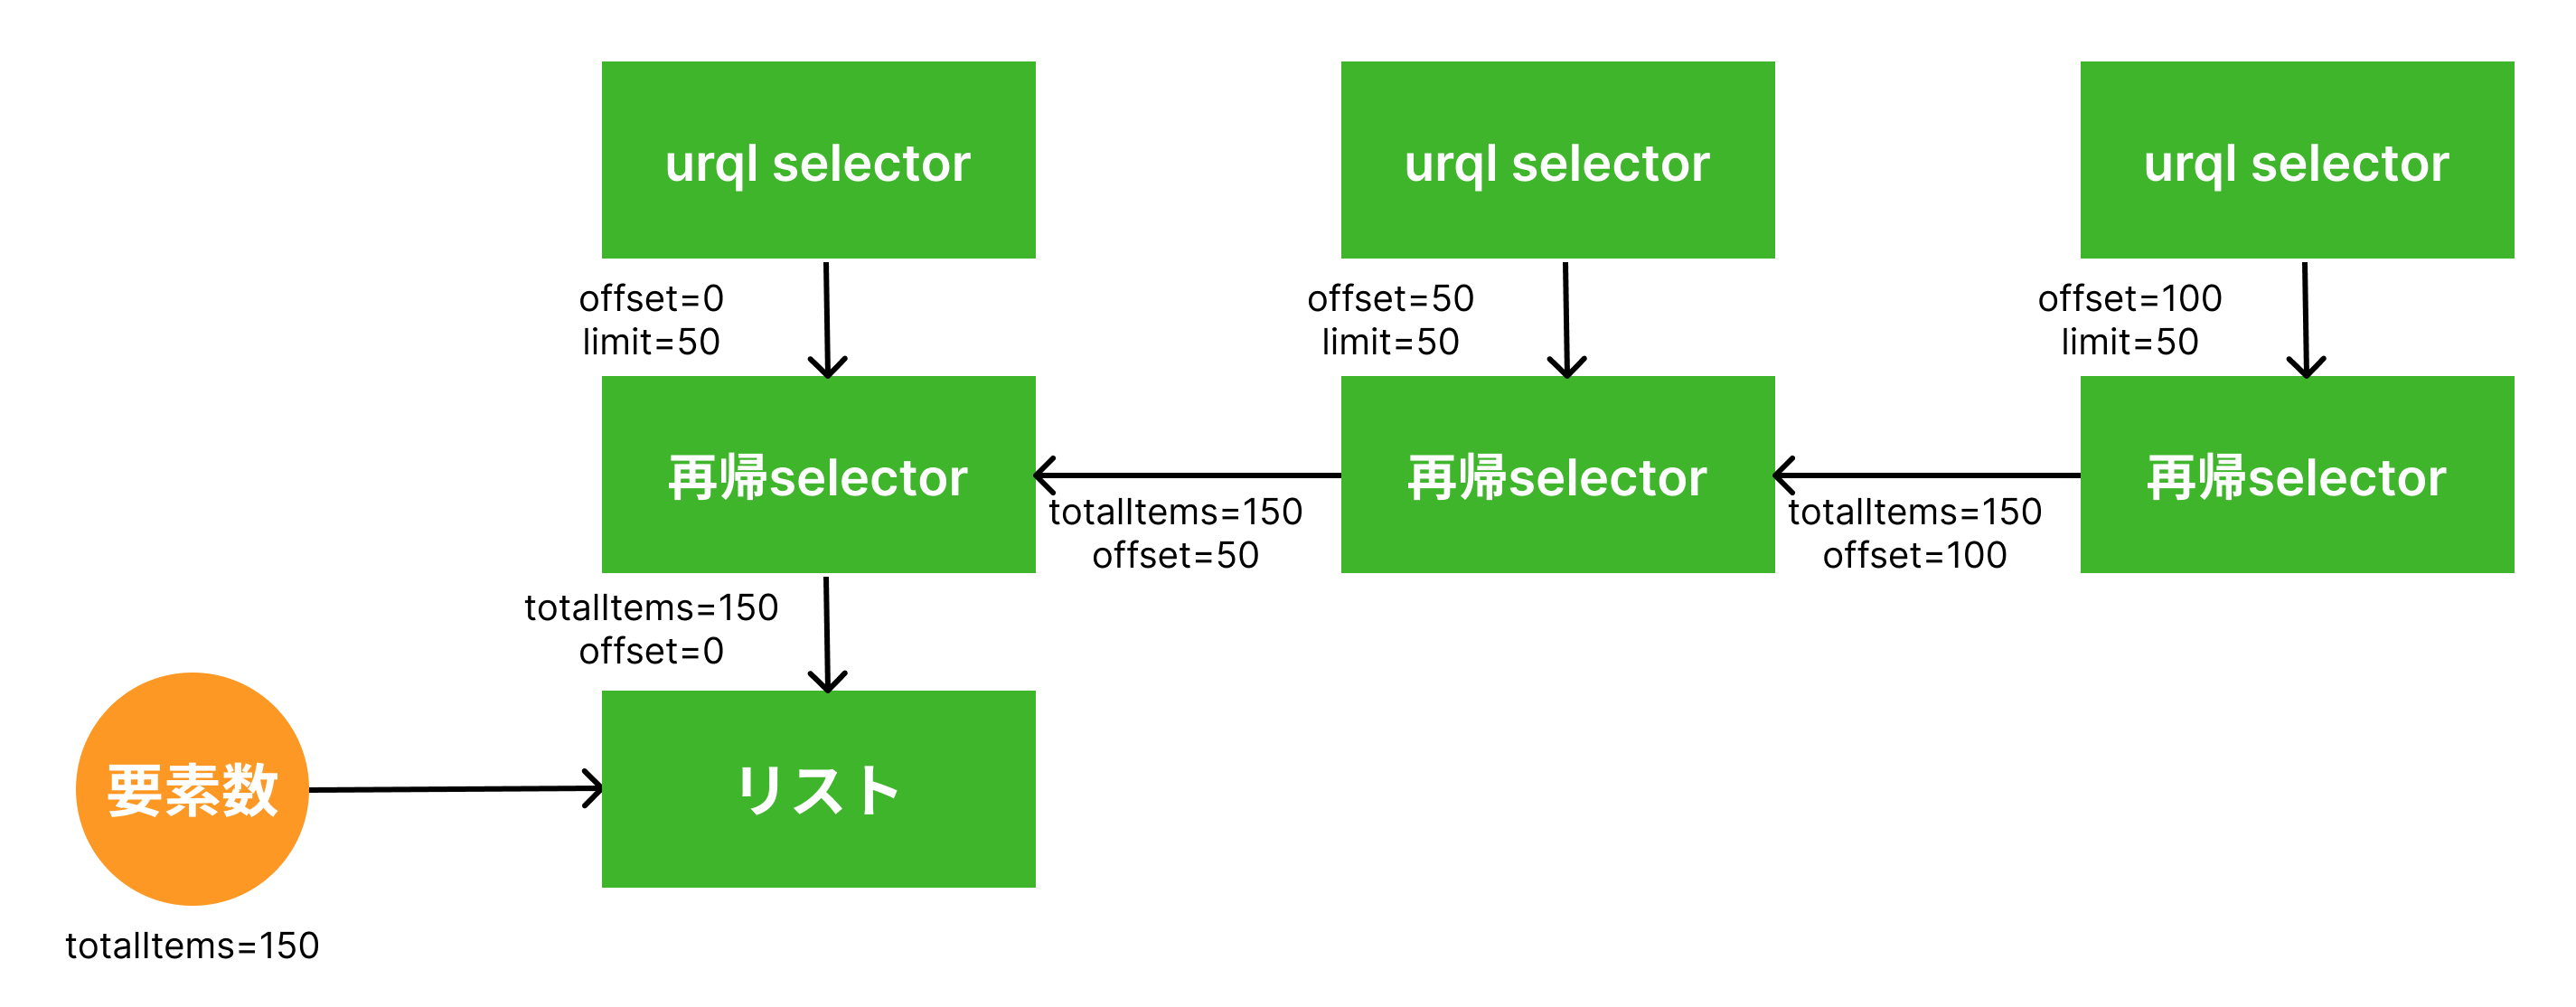 urql selector
urql selector
urql selector
offset=0
limit=50
offset=50
limit=50
offset=100
limit=50
再帰selector
再帰selector
再帰selector
totalItems=150
offset=50
totalItems=150
offset=100
totalItems=150
offset=0
要素数
リスト
totalItems=150